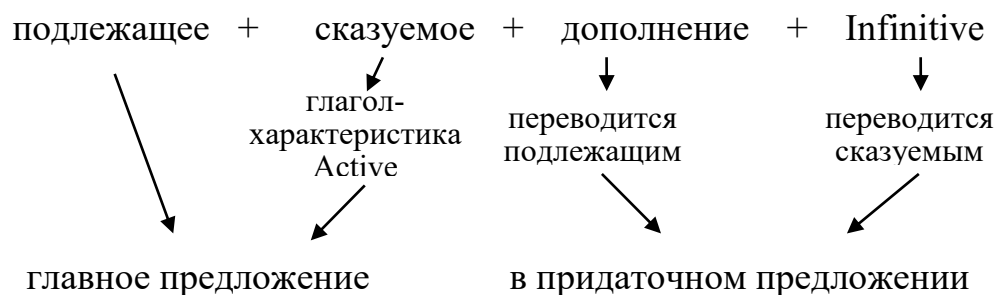 подлежащее + сказуемое + дополнение + Infinitive
глагол-
характеристика
Active
переводится
подлежащим
переводится
сказуемым
главное предложение
в придаточном предложении